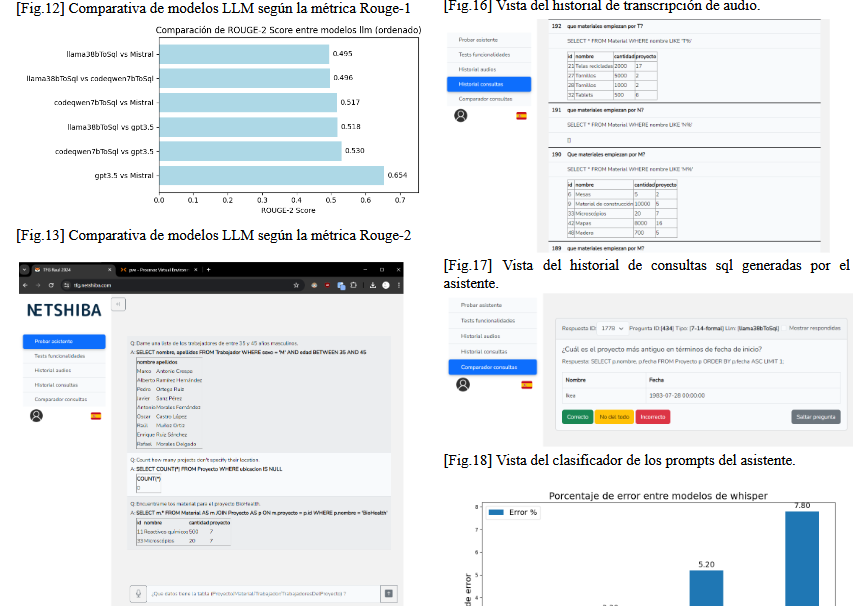 [Fig.12] Comparativa de modelos LLM según la métrica Rouge-1
Comparación de ROUGE-2 Score entre modelos llm (ordenado)
llama38bToSql vs Mistral
0.495
llama38bToSql vs codeqwen7bToSql
0.496
codeqwen7bToSql vs Mistral
0.517
llama38bToSql vs gpt3.5
0.518
codeqwen7bToSql vs gpt3.5
0.530
gpt3.5 vs Mistral
0.654
0.0 0.1 0.2 0.3 0.4 0.5 0.6 0.7
ROUGE-2 Score
[Fig.13] Comparativa de modelos LLM según la métrica Rouge-2
TFG Raul 2024
pve - Proxmox Virtual Environ
tfg.netshiba.com
NETSHIBA
Probar asistente
Tests funcionalidades
Historial audios
Historial consultas
Comparador consultas
Q: Dame una lista de los trabajadores de entre 35 y 45 años masculinos.
A: SELECT nombre, apellidos FROM Trabajador WHERE sexo = 'M' AND edad BETWEEN 35 AND 45
nombre apellidos
Marco Antonio Crespo
Alberto Ramírez Hernández
Pedro Ortega Ruiz
Javier Sanz Pérez
Antonio Morales Fernández
Oscar Castro López
Raúl Muñoz Ortiz
Enrique Ruiz Sánchez
Rafael Morales Delgado
Q: Count how many projects don't specify their location.
A: SELECT COUNT(*) FROM Proyecto WHERE ubicacion IS NULL
COUNT(*)
Q: Encuentra me los material para el proyecto BioHealth.
A: SELECT m.* FROM Material AS m JOIN Proyecto AS p ON m.proyecto = p.id WHERE p.nombre = 'BioHealth'
id nombre cantidad proyecto
11 Reactivos químicos 500 7
33 Microscópios 20 7
¿Que datos tiene la tabla (Proyecto/Material/Trabajador/TrabajadoresDelProyecto) ?
[Fig.16] Vista del historial de transcripción de audio.
Probar asistente
Tests funcionalidades
Historial audios
Historial consultas
Comparador consultas
192 que materiales empiezan por T?
SELECT * FROM Material WHERE nombre LIKE 'T%'
id nombre cantidad proyecto
21 Telas recicladas 2000 17
27 Tornillos 5000 2
28 Tornillos 1000 2
32 Tablets 500 6
191 que materiales empiezan por N?
SELECT * FROM Material WHERE nombre LIKE 'N%'
[]
190 Que materiales empiezan por M?
SELECT * FROM Material WHERE nombre LIKE 'M%'
id nombre cantidad proyecto
6 Mesas 5 2
9 Material de construcción 10000 5
33 Microscópios 20 7
42 Mapas 8000 16
48 Madero 700 5
189 que materiales empiezan por M?
[Fig.17] Vista del historial de consultas sql generadas por el
asistente.
Probar asistente
Tests funcionalidades
Historial audios
Historial consultas
Comparador consultas
Respuesta ID: 1778 Pregunta ID:[434] Tipo: [7-14-formal] Llm: [llama38bToSql] Mostrar respondidas
¿Cuál es el proyecto más antiguo en términos de fecha de inicio?
Respuesta: SELECT p.nombre, p.fecha FROM Proyecto p ORDER BY p.fecha ASC LIMIT 1;
Nombre Fecha
Ikea 1983-07-28 00:00:00
Correcto No del todo Incorrecto Saltar pregunta
[Fig.18] Vista del clasificador de los prompts del asistente.
Porcentaje de error entre modelos de whisper
Error %
7.80
5.20
8
7
6
5
4
de error